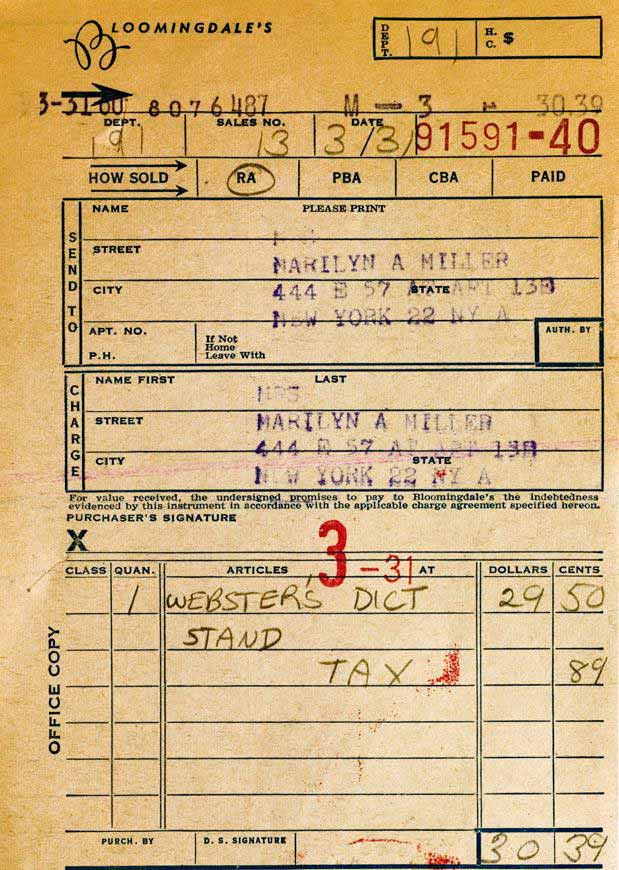 BLOOMINGDALE'S
DEPT. 191 H. C. $
3-31 60 8076487 M — 3 30 39
DEPT. 191 SALES NO. 13 DATE 3/31 91591-40
HOW SOLD RA PBA CBA PAID
SEND TO
NAME PLEASE PRINT
MRS
STREET
MARILYN A MILLER
CITY STATE
444 E 57 APT 13E
NEW YORK 22 NY A
APT. NO.
P.H.
If Not
Home
Leave With
AUTH. BY
CHARGE
NAME FIRST LAST
MRS
STREET
MARILYN A MILLER
444 E 57 APT 13E
CITY STATE
NEW YORK 22 NY A
For value received, the undersigned promises to pay to Bloomingdale's the indebtedness
evidenced by this instrument in accordance with the applicable charge agreement specified hereon.
PURCHASER'S SIGNATURE
X
3-31
CLASS QUAN. ARTICLES AT DOLLARS CENTS
1 WEBSTER'S DICT 29 50
STAND
TAX 89
OFFICE COPY
PURCH. BY D. S. SIGNATURE 30 39